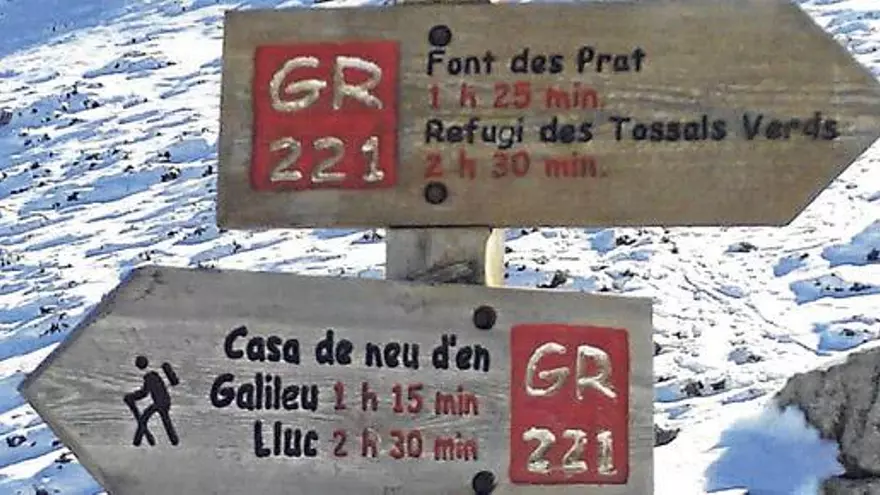 GR
221
Font des Prat
1 h 25 min.
Refugi des Tossals Verds
2 h 30 min.
Casa de neu d'en
Galileu 1 h 15 min
Lluc 2 h 30 min
GR
221